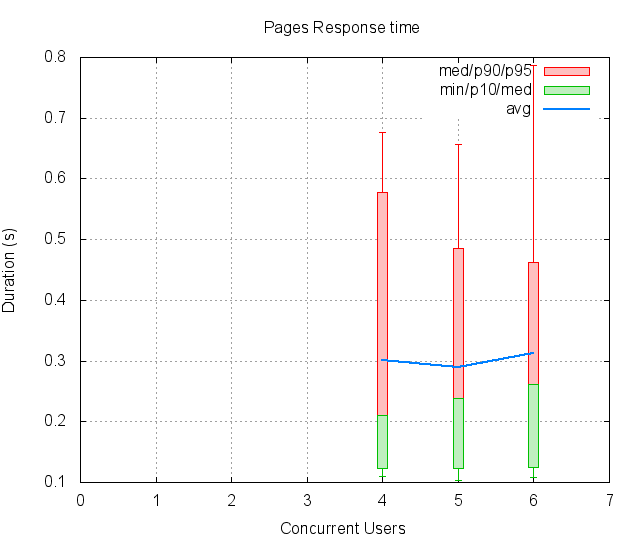 Pages Response time
0.8
0.7
0.6
0.5
0.4
0.3
0.2
0.1
Duration (s)
med/p90/p95
min/p10/med
avg
0 1 2 3 4 5 6 7
Concurrent Users